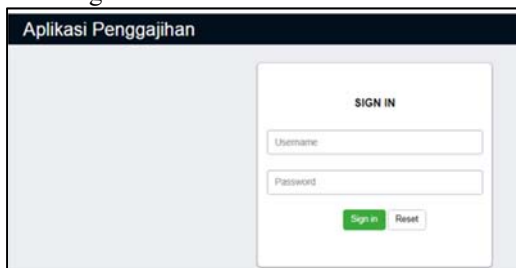 Aplikasi Penggajihan
SIGN IN
Username
Password
Sign in Reset